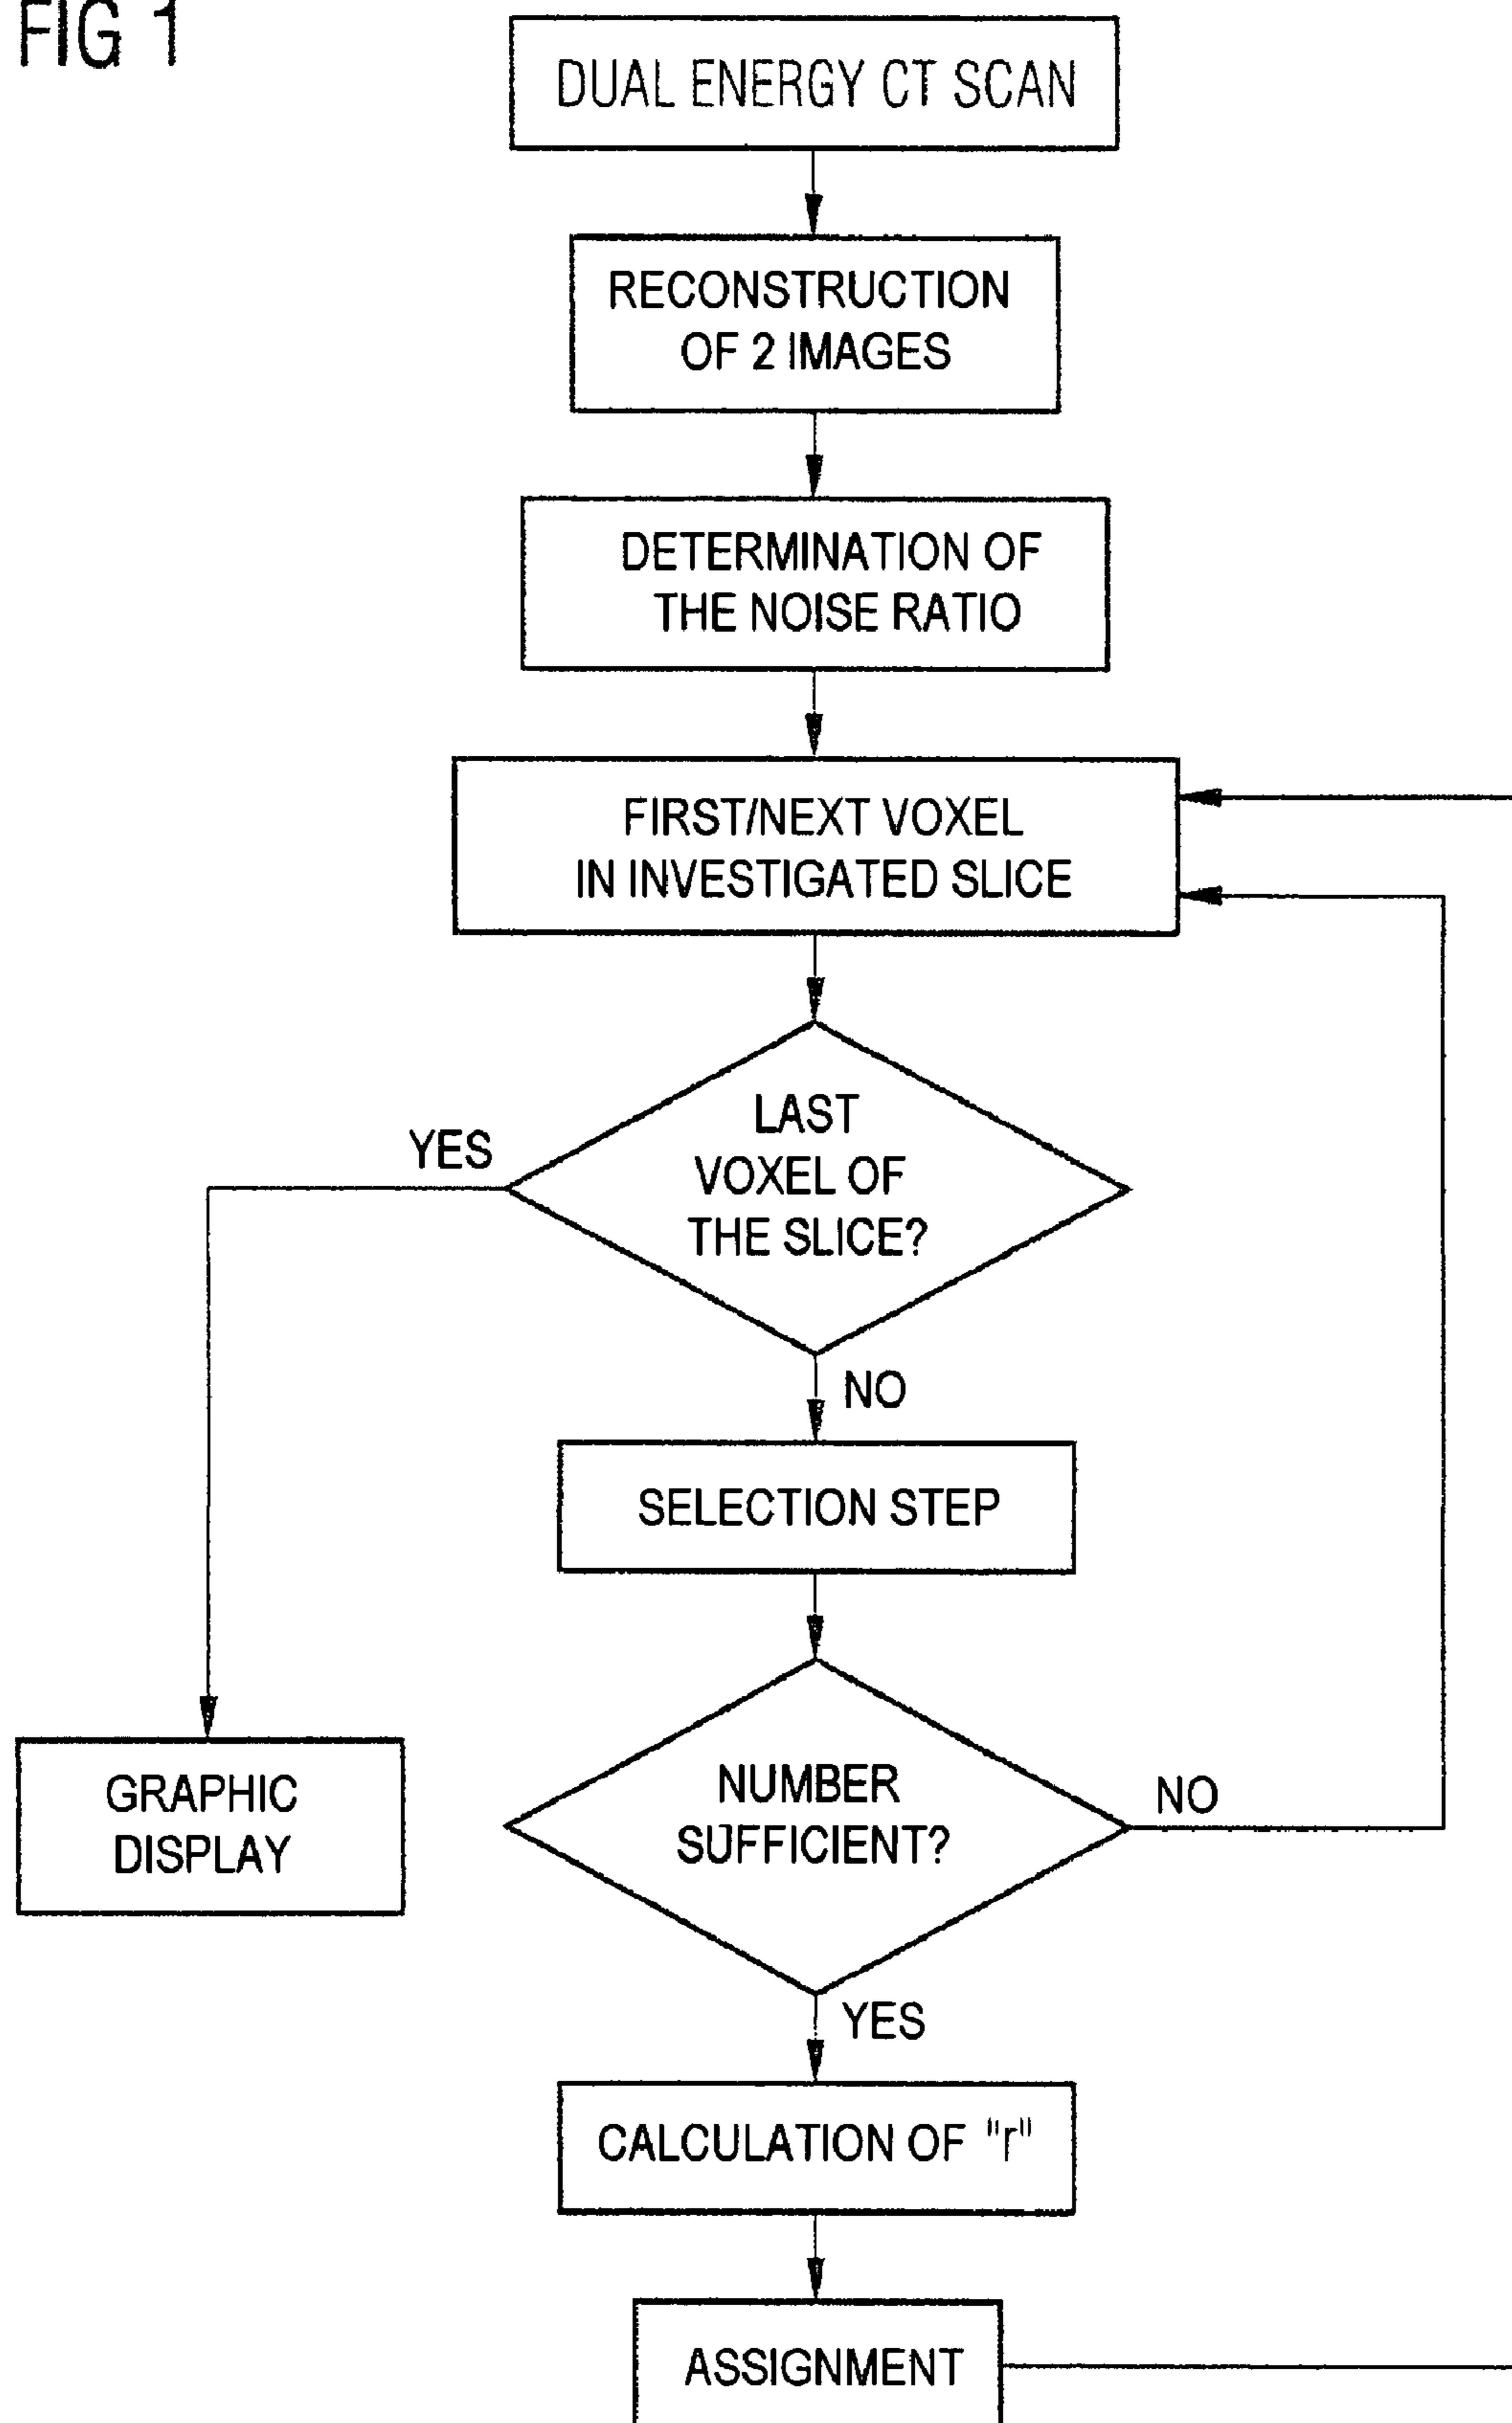 FIG 1
DUAL ENERGY CT SCAN
RECONSTRUCTION
OF 2 IMAGES
DETERMINATION OF
THE NOISE RATIO
FIRST/NEXT VOXEL
IN INVESTIGATED SLICE
LAST
VOXEL OF
THE SLICE?
YES
NO
SELECTION STEP
NUMBER
SUFFICIENT?
NO
GRAPHIC
DISPLAY
YES
CALCULATION OF "r"
ASSIGNMENT